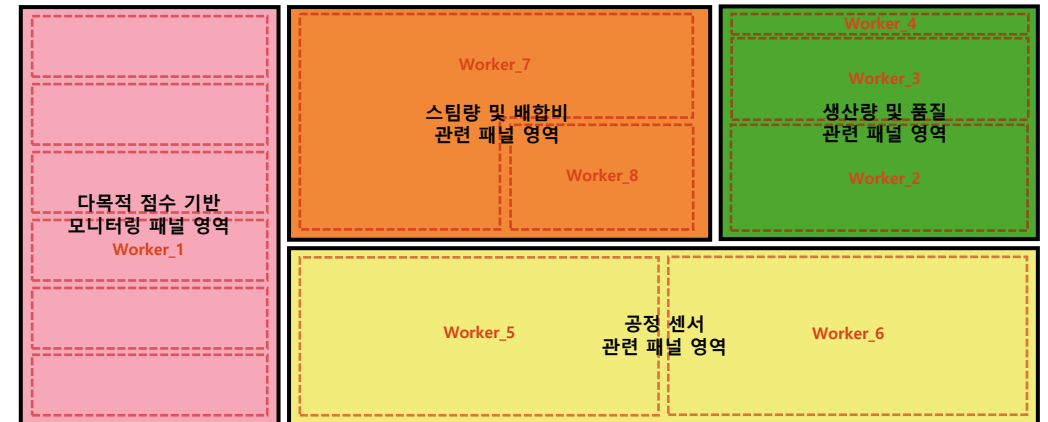 다목적 점수 기반
모니터링 패널 영역
Worker_1
Worker_7
스팀량 및 배합비
관련 패널 영역
Worker_8
Worker_4
Worker_3
생산량 및 품질
관련 패널 영역
Worker_2
Worker_5
공정 센서
관련 패널 영역
Worker_6